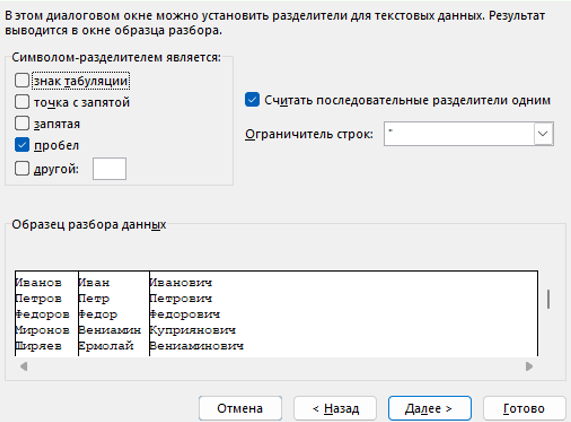 В этом диалоговом окне можно установить разделители для текстовых данных. Результат
выводится в окне образца разбора.
Символом-разделителем является:
знак табуляции
точка с запятой
запятая
пробел
другой:
Считать последовательные разделители одним
Ограничитель строк: "
Образец разбора данных
Иванов Иван Иванович
Петров Петр Петрович
Федоров Федор Федорович
Миронов Вениамин Куприянович
Ширяев Ермолай Вениаминович
Отмена < Назад Далее > Готово